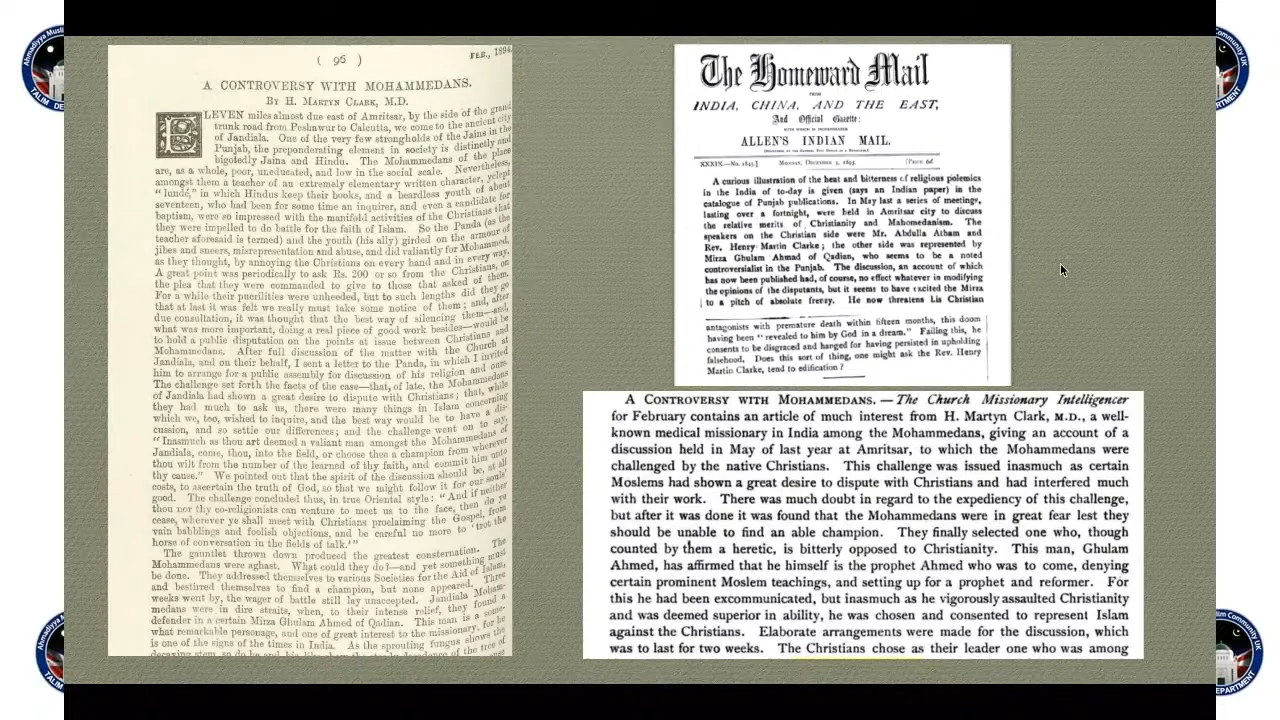 ( 96 )
FEB., 1894.
A CONTROVERSY WITH MOHAMMEDANS.
BY H. MARTYN CLARK, M.D.
ELEVEN miles almost due east of Amritsar, by the side of the grand
trunk road from Peshawur to Calcutta, we come to the ancient city
of Jandiala. One of the very few strongholds of the Jains in the
Punjab, the preponderating element in society is distinctly and
bigotedly Jaina and Hindu. The Mohammedans of the place
are, as a whole, poor, uneducated, and low in the social scale. Nevertheless,
amongst them a teacher of an extremely elementary written character, yclept
"lundé," in which Hindus keep their books, and a beardless youth of about
seventeen, who had been for some time an inquirer, and even a candidate for
baptism, were so impressed with the manifold activities of the Christians that
they were impelled to do battle for the faith of Islam. So the Panda (as the
teacher aforesaid is termed) and the youth (his ally) girded on the armour of
jibes and sneers, misrepresentation and abuse, and did valiantly for Mohammed,
as they thought, by annoying the Christians on every hand and in every way.
A great point was periodically to ask Rs. 200 or so from the Christians, on
the plea that they were commanded to give to those that asked of them.
For a while their puerilities were unheeded, but to such lengths did they go
that at last it was felt we really must take some notice of them; and, after
due consultation, it was thought that the best way of silencing them—and,
what was more important, doing a real piece of good work besides—would be
to hold a public disputation on the points at issue between Christians and
Mohammedans. After full discussion of the matter with the Church at
Jandiala, and on their behalf, I sent a letter to the Panda, in which I invited
him to arrange for a public assembly for discussion of his religion and ours.
The challenge set forth the facts of the case—that, of late, the Mohammedans
of Jandiala had shown a great desire to dispute with Christians; that, while
they had much to ask us, there were many things in Islam concerning
which we, too, wished to inquire, and the best way would be to have a dis-
cussion, and so settle our differences; and the challenge went on to say,
"Inasmuch as thou art deemed a valiant man amongst the Mohammedans of
Jandiala, come, thou, into the field, or choose thee a champion from wherever
thou wilt from the number of the learned of thy faith, and commit him unto
thy cause." We pointed out that the spirit of the discussion should be, at all
costs, to ascertain the truth of God, so that we might follow it for our souls'
good. The challenge concluded thus, in true Oriental style: "And if neither
thou nor thy co-religionists can venture to meet us to the face, then do ye
cease, wherever ye shall meet with Christians proclaiming the Gospel, from
vain babblings and foolish objections, and be careful no more to 'trot the
horse of conversation in the fields of talk.'"
The gauntlet thrown down produced the greatest consternation. The
Mohammedans were aghast. What could they do?—and yet something must
be done. They addressed themselves to various Societies for the Aid of Islam,
and bestirred themselves to find a champion, but none appeared. Three
weeks went by, the wager of battle still lay unaccepted. Jandiala Moham-
medans were in dire straits, when, to their intense relief, they found a
defender in a certain Mirza Ghulam Ahmed of Qadian. This man is a some-
what remarkable personage, and one of great interest to the missionary, for he
is one of the signs of the times in India. As the sprouting fungus shows the
The Homeward Mail
FROM
INDIA, CHINA, AND THE EAST,
And Official Gazette:
WITH WHICH IS INCORPORATED
ALLEN'S INDIAN MAIL.
XXXIX.—No. 1845.] MONDAY, DECEMBER [PRICE 6d.
A curious illustration of the heat and bitterness of religious polemics
in the India of to-day is given (says an Indian paper) in the
catalogue of Punjab publications. In May last a series of meetings,
lasting over a fortnight, were held in Amritsar city to discuss
the relative merits of Christianity and Mahomedanism. The
speakers on the Christian side were Mr. Abdulla Atham and
Rev. Henry Martin Clarke; the other side was represented by
Mirza Ghulam Ahmad of Qadian, who seems to be a noted
controversialist in the Punjab. The discussion, an account of which
has now been published had, of course, no effect whatever in modifying
the opinions of the disputants, but it seems to have excited the Mirza
to a pitch of absolute frenzy. He now threatens his Christian
antagonists with premature death within fifteen months, this doom
having been "revealed to him by God in a dream." Failing this, he
consents to be disgraced and hanged for having persisted in upholding
falsehood. Does this sort of thing, one might ask the Rev. Henry
Martin Clarke, tend to edification?
A CONTROVERSY WITH MOHAMMEDANS. — The Church Missionary Intelligencer
for February contains an article of much interest from H. Martyn Clark, M.D., a well-
known medical missionary in India among the Mohammedans, giving an account of a
discussion held in May of last year at Amritsar, to which the Mohammedans were
challenged by the native Christians. This challenge was issued inasmuch as certain
Moslems had shown a great desire to dispute with Christians and had interfered much
with their work. There was much doubt in regard to the expediency of this challenge,
but after it was done it was found that the Mohammedans were in great fear lest they
should be unable to find an able champion. They finally selected one who, though
counted by them a heretic, is bitterly opposed to Christianity. This man, Ghulam
Ahmed, has affirmed that he himself is the prophet Ahmed who was to come, denying
certain prominent Moslem teachings, and setting up for a prophet and reformer. For
this he had been excommunicated, but inasmuch as he vigorously assaulted Christianity
and was deemed superior in ability, he was chosen and consented to represent Islam
against the Christians. Elaborate arrangements were made for the discussion, which
was to last for two weeks. The Christians chose as their leader one who was among